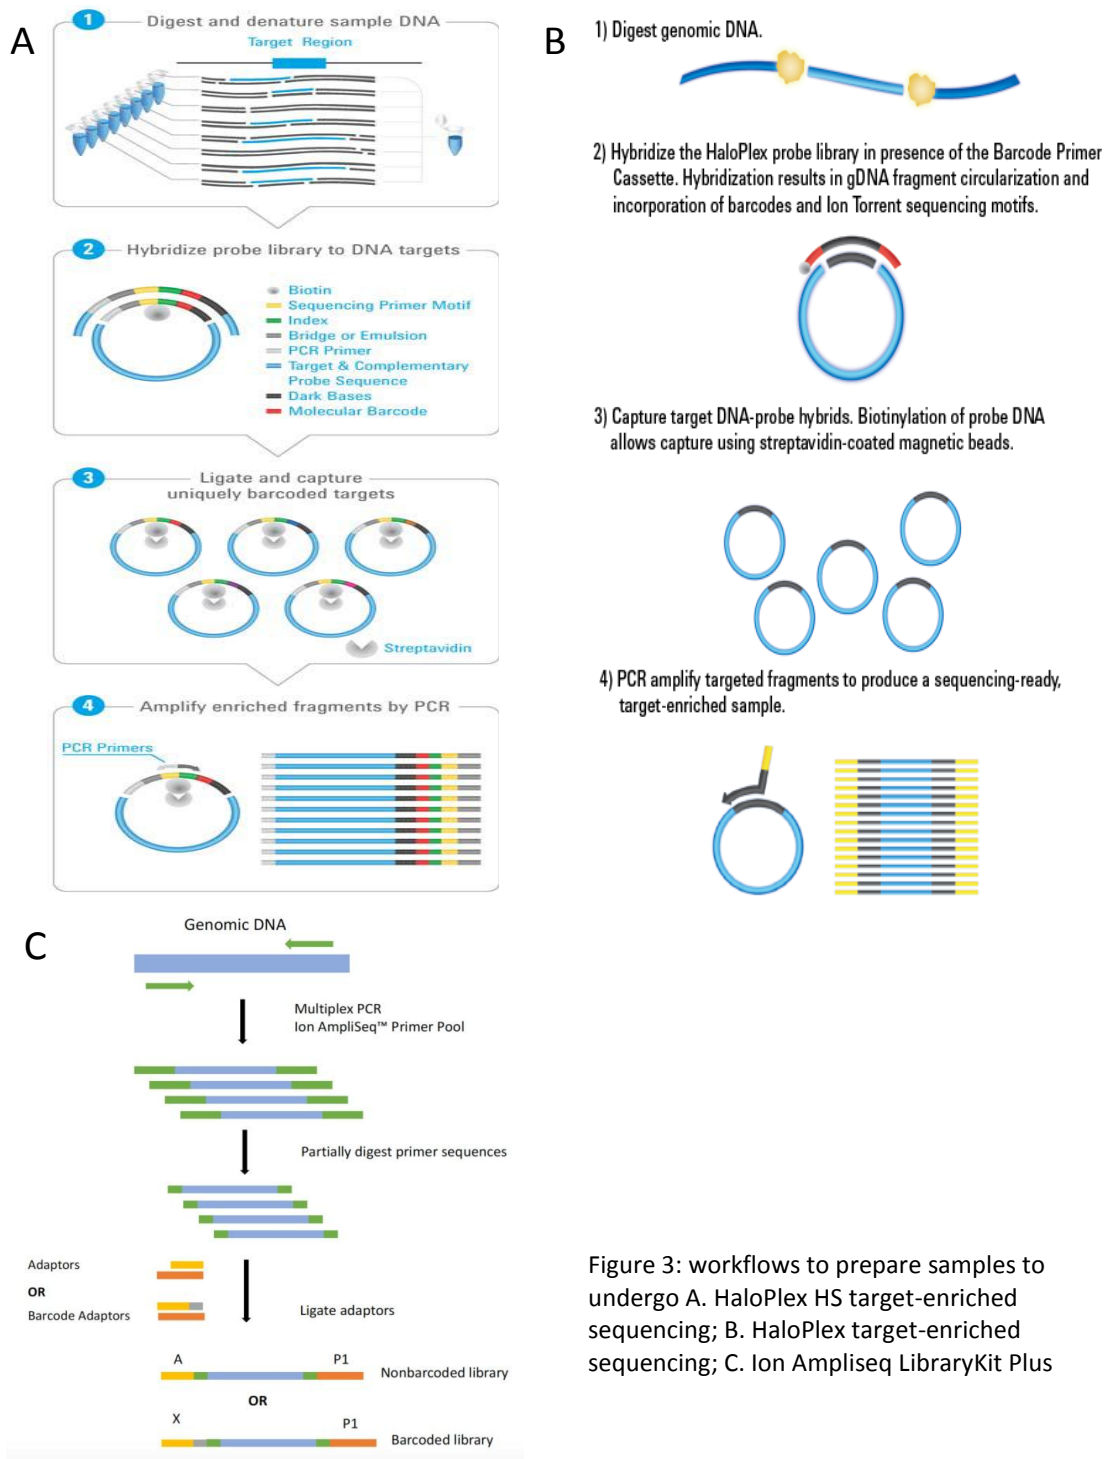 A
1 Digest and denature sample DNA
Target Region
2 Hybridize probe library to DNA targets
Biotin
Sequencing Primer Motif
Index
Bridge or Emulsion
PCR Primer
Target & Complementary
Probe Sequence
Dark Bases
Molecular Barcode
3 Ligate and capture
uniquely barcoded targets
Streptavidin
4 Amplify enriched fragments by PCR
PCR Primers
B
1) Digest genomic DNA.
2) Hybridize the HaloPlex probe library in presence of the Barcode Primer
Cassette. Hybridization results in gDNA fragment circularization and
incorporation of barcodes and Ion Torrent sequencing motifs.
3) Capture target DNA-probe hybrids. Biotinylation of probe DNA
allows capture using streptavidin-coated magnetic beads.
4) PCR amplify targeted fragments to produce a sequencing-ready,
target-enriched sample.
C
Genomic DNA
Multiplex PCR
Ion AmpliSeq™ Primer Pool
Partially digest primer sequences
Adaptors
OR
Barcode Adaptors
Ligate adaptors
A
P1
Nonbarcoded library
OR
X
P1
Barcoded library
Figure 3: workflows to prepare samples to
undergo A. HaloPlex HS target-enriched
sequencing; B. HaloPlex target-enriched
sequencing; C. Ion Ampliseq LibraryKit Plus